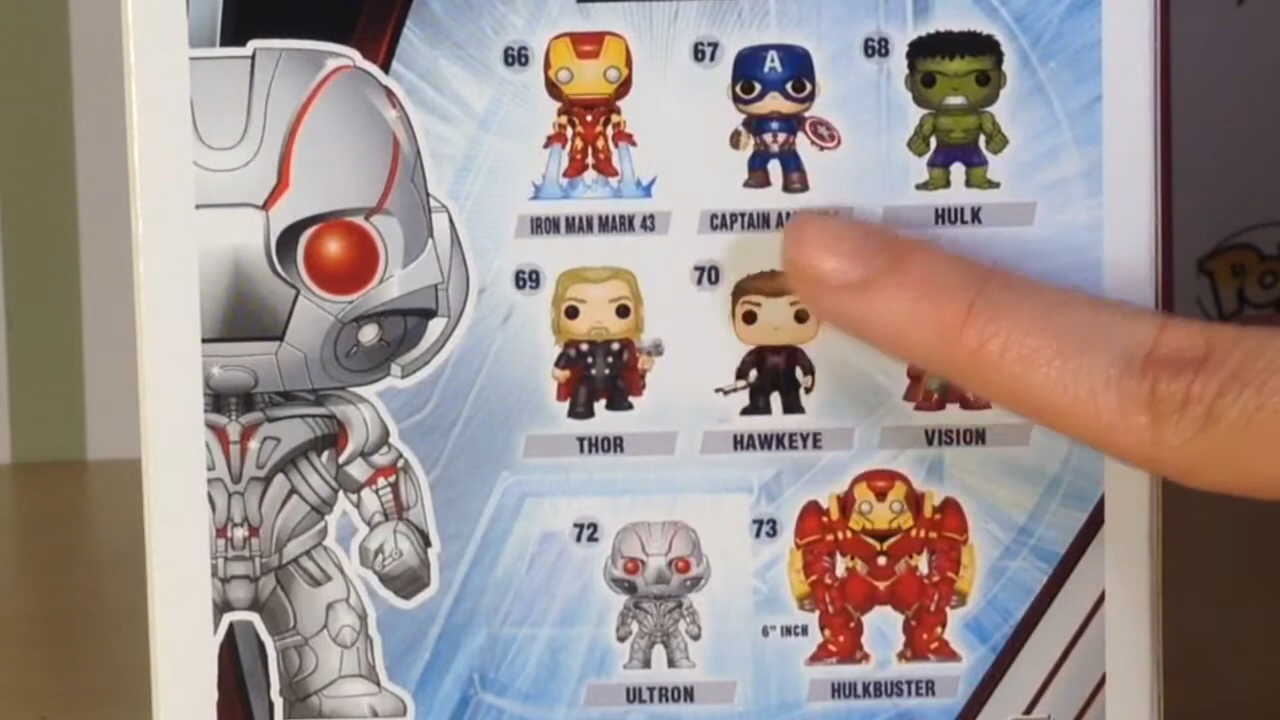 66
67
68
IRON MAN MARK 43
CAPTAIN
HULK
69
70
THOR
HAWKEYE
VISION
72
73
6" INCH
ULTRON
HULKBUSTER
A